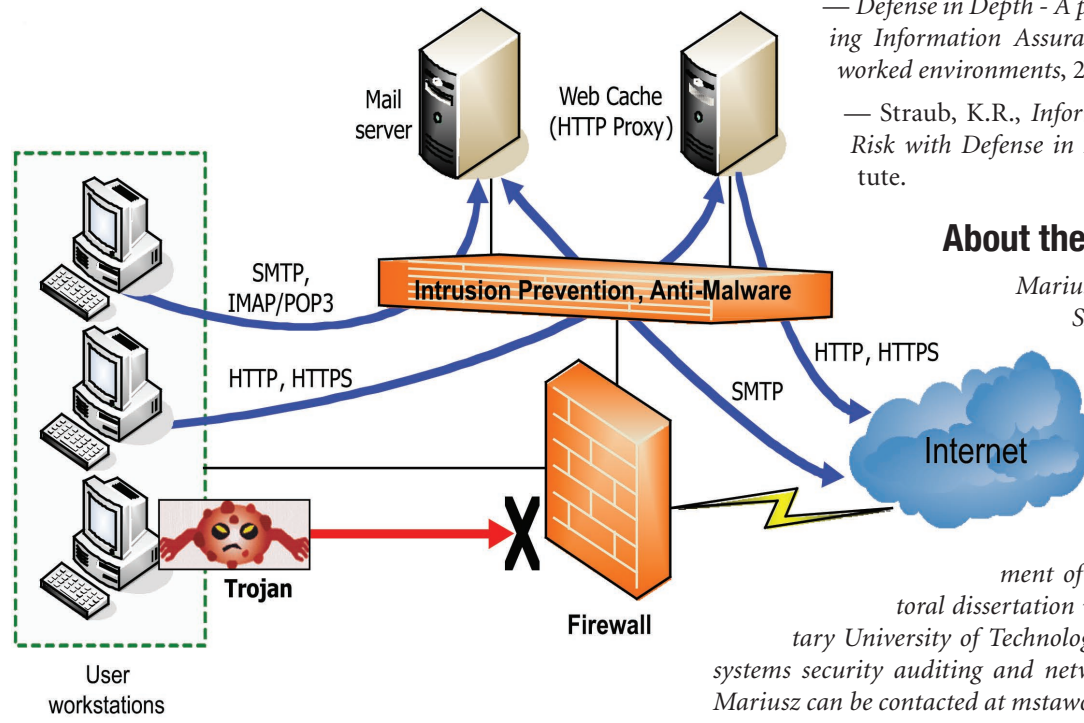 Mail
server
Web Cache
(HTTP Proxy)
SMTP,
IMAP/POP3
Intrusion Prevention, Anti-Malware
HTTP, HTTPS
HTTP, HTTPS
SMTP
Internet
Trojan
X
Firewall
User
workstations
— Defense in Depth - A p
ing Information Assura
worked environments, 2
— Straub, K.R., Infor
Risk with Defense in
tute.
About the
Mariu
S
ment of
toral dissertation
tary University of Technolog
systems security auditing and netw
Mariusz can be contacted at mstawo